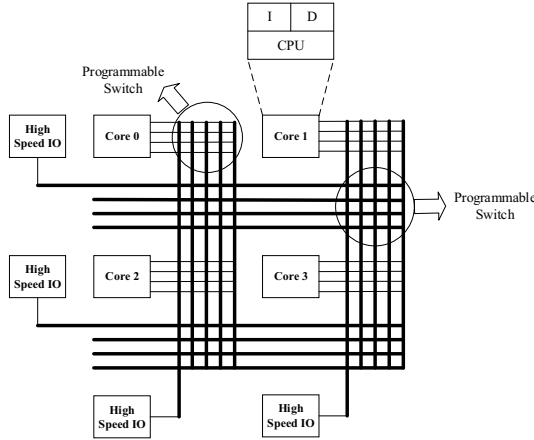 I D
CPU
Programmable
Switch
High
Speed IO
Core 0
Core 1
Programmable
Switch
High
Speed IO
Core 2
Core 3
High
Speed IO
High
Speed IO